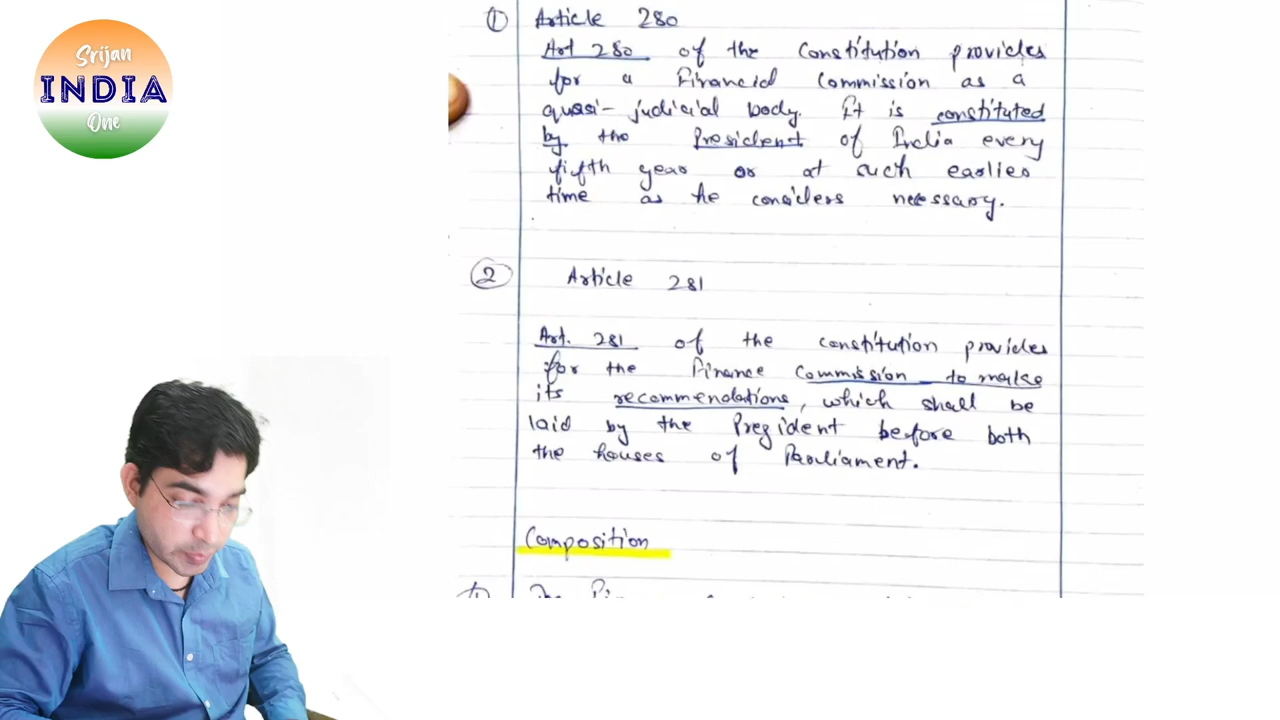 Srijan
INDIA
One
1 Article 280
Art 280 of the Constitution provides
for a Financial Commission as a
quasi-judicial body. It is constituted
by the President of India every
fifth year or at such earlier
time as he considers necessary.
2 Article 281
Art. 281 of the constitution provides
for the Finance Commission to make
its recommendations, which shall be
laid by the President before both
the houses of Parliament.
Composition